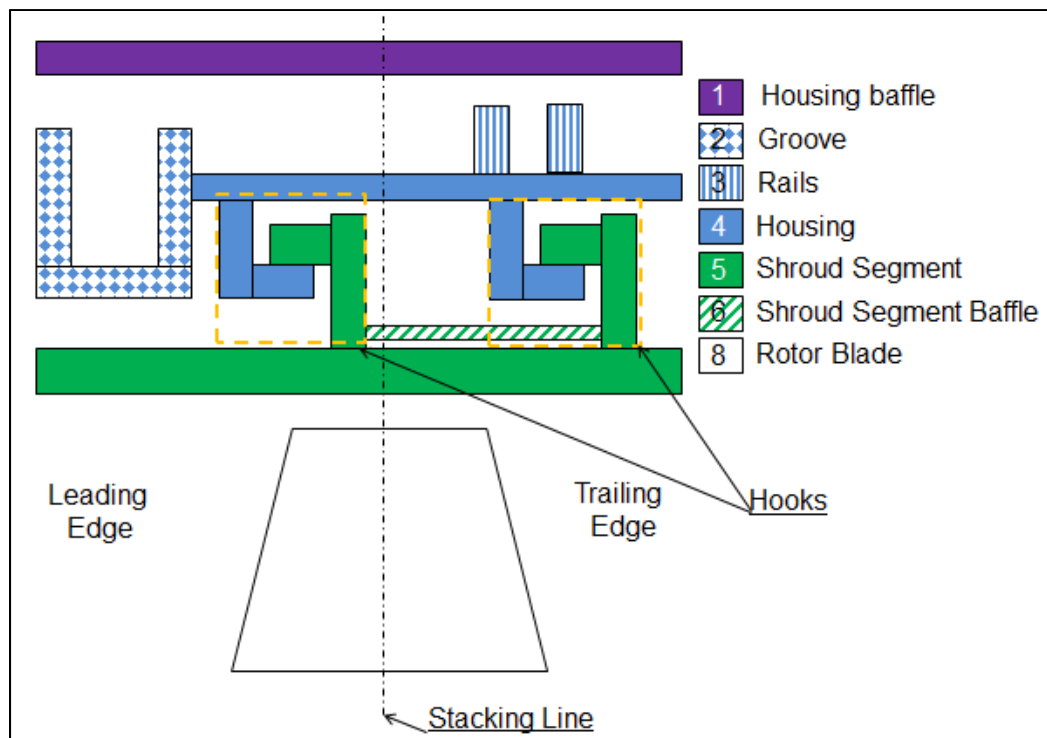 1 Housing baffle
2 Groove
3 Rails
4 Housing
5 Shroud Segment
6 Shroud Segment Baffle
8 Rotor Blade
Leading
Edge
Trailing
Edge
Hooks
Stacking Line